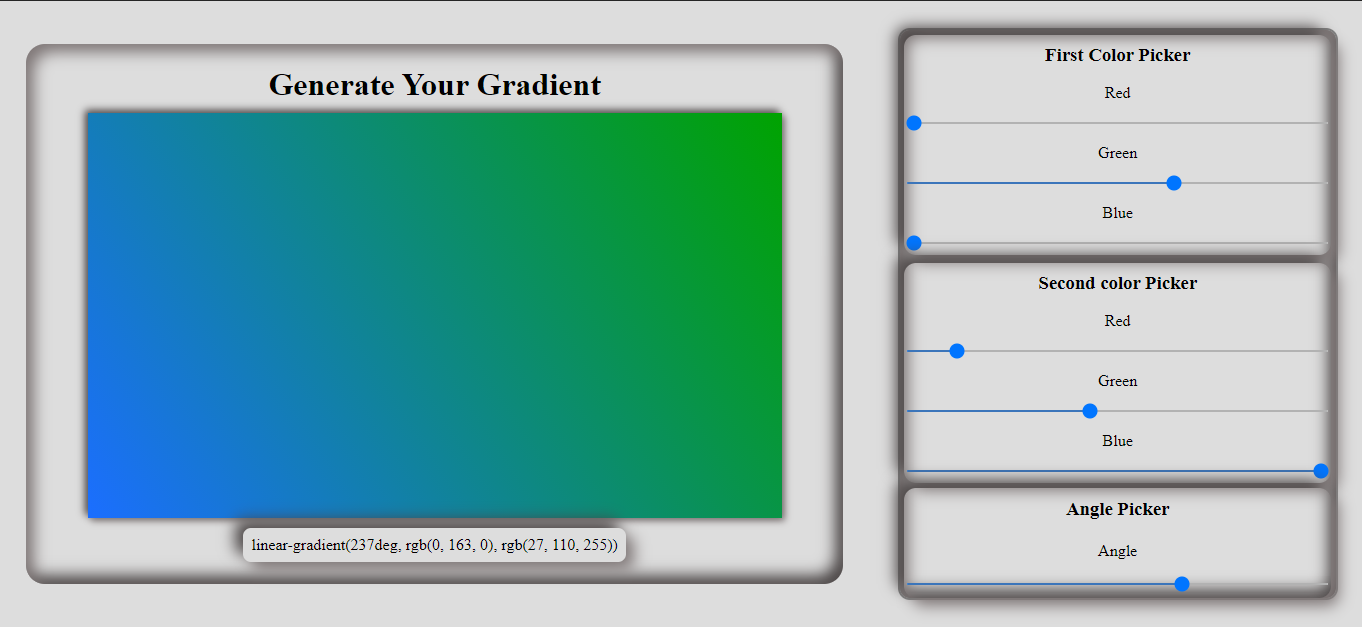 Generate Your Gradient
linear-gradient(237deg, rgb(0, 163, 0), rgb(27, 110, 255))
First Color Picker
Red
Green
Blue
Second color Picker
Red
Green
Blue
Angle Picker
Angle